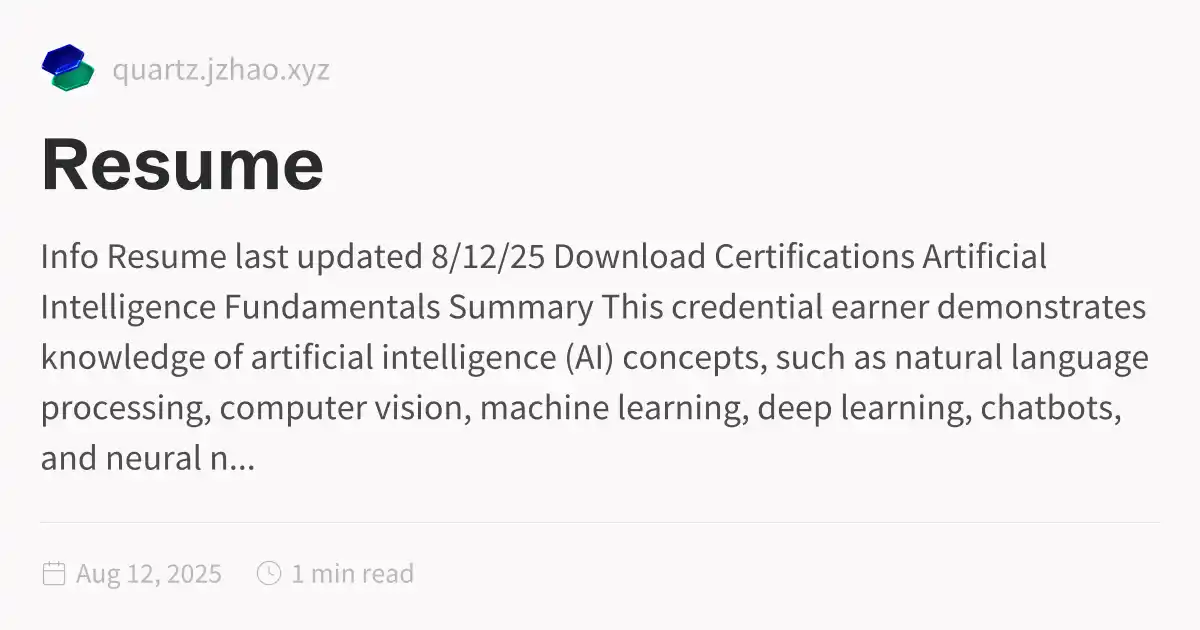 quartz.jzhao.xyz
Resume
Info Resume last updated 8/12/25 Download Certifications Artificial
Intelligence Fundamentals Summary This credential earner demonstrates
knowledge of artificial intelligence (AI) concepts, such as natural language
processing, computer vision, machine learning, deep learning, chatbots,
and neural n...
Aug 12, 2025 1 min read